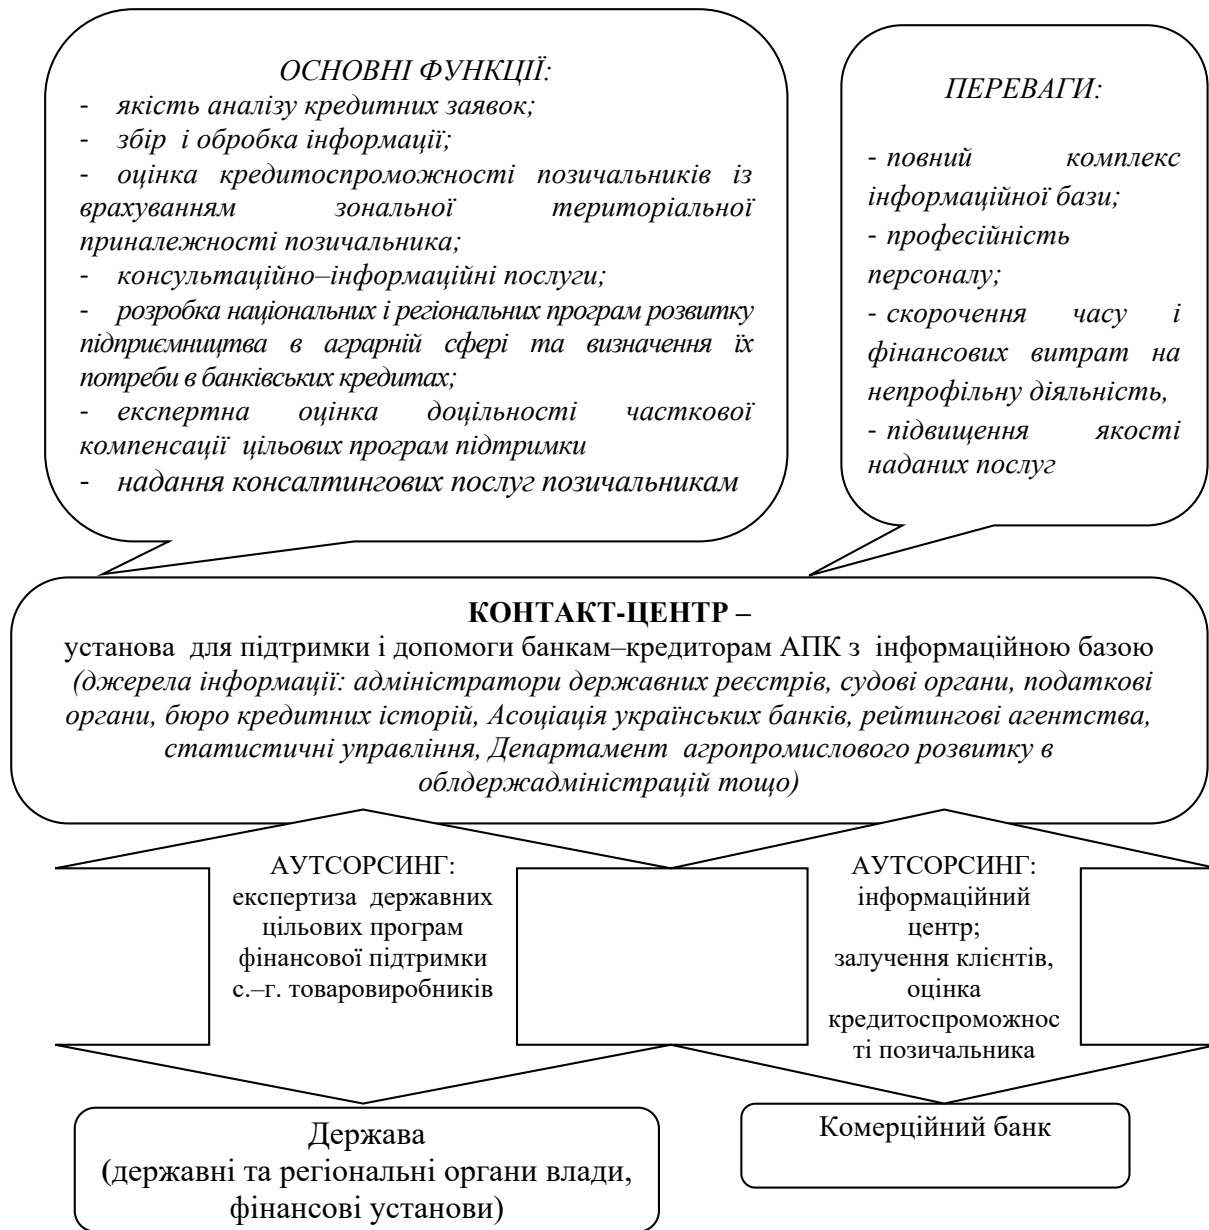 ОСНОВНІ ФУНКЦІЇ:
- якість аналізу кредитних заявок;
- збір і обробка інформації;
- оцінка кредитоспроможності позичальників із
врахуванням зональної територіальної
приналежності позичальника;
- консультаційно–інформаційні послуги;
- розробка національних і регіональних програм розвитку
підприємництва в аграрній сфері та визначення їх
потреби в банківських кредитах;
- експертна оцінка доцільності часткової
компенсації цільових програм підтримки
- надання консалтингових послуг позичальникам
ПЕРЕВАГИ:
- повний комплекс
інформаційної бази;
- професійність
персоналу;
- скорочення часу і
фінансових витрат на
непрофільну діяльність,
- підвищення якості
наданих послуг
КОНТАКТ-ЦЕНТР –
установа для підтримки і допомоги банкам–кредиторам АПК з інформаційною базою
(джерела інформації: адміністратори державних реєстрів, судові органи, податкові
органи, бюро кредитних історій, Асоціація українських банків, рейтингові агентства,
статистичні управління, Департамент агропромислового розвитку в
облдержадміністрацій тощо)
АУТСОРСИНГ:
експертиза державних
цільових програм
фінансової підтримки
с.–г. товаровиробників
АУТСОРСИНГ:
інформаційний
центр;
залучення клієнтів,
оцінка
кредитоспроможнос
ті позичальника
Держава
(державні та регіональні органи влади,
фінансові установи)
Комерційний банк